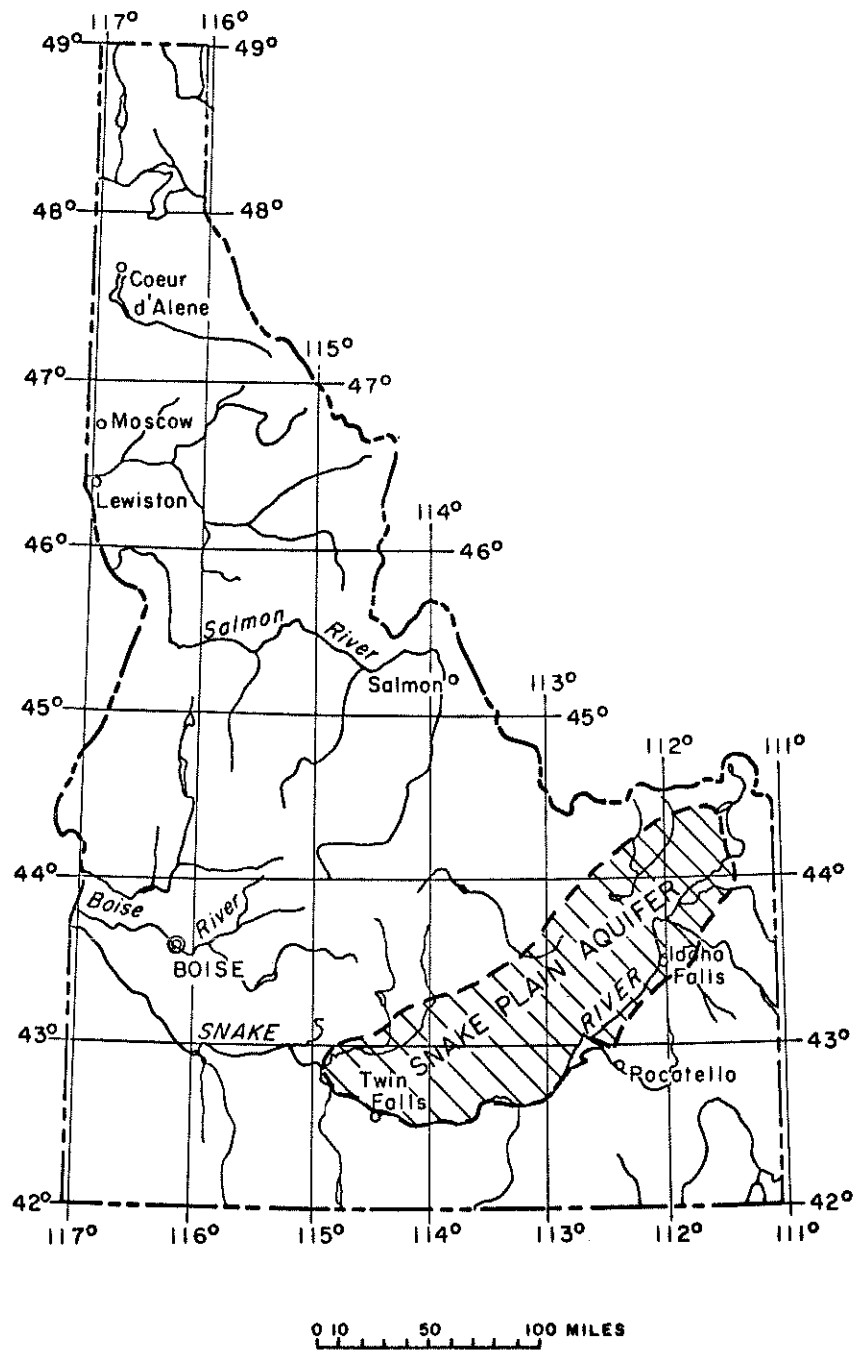 117° 116°
49° 49°
48° 48°
Coeur
d'Alene
115°
47° 47°
Moscow
Lewiston
114°
46° 46°
Salmon River
Salmon
113°
45° 45°
112° 111°
44° 44°
Boise River
BOISE
SNAKE PLAIN AQUIFER
Idaho
Falls
RIVER
43° SNAKE 43°
Twin
Falls
Pocatello
42° 42°
117° 116° 115° 114° 113° 112° 111°
0 10 50 100 MILES